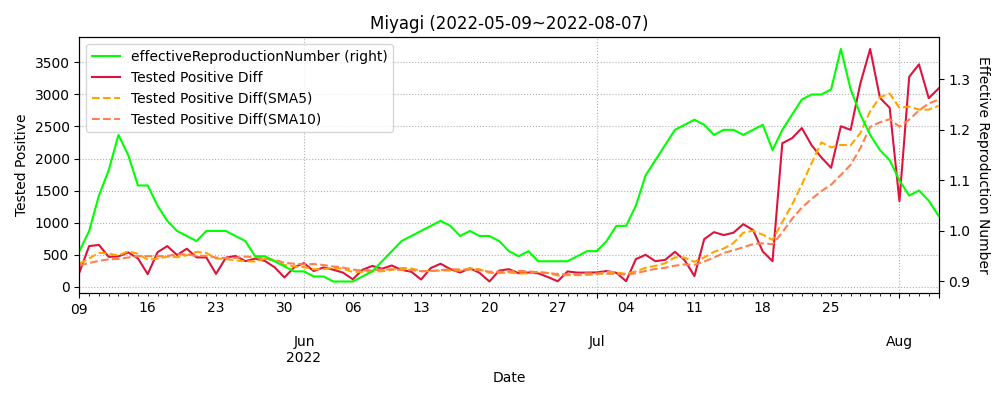 Miyagi (2022-05-09~2022-08-07)
effectiveReproductionNumber (right)
Tested Positive Diff
Tested Positive Diff(SMA5)
Tested Positive Diff(SMA10)
Tested Positive
3500
3000
2500
2000
1500
1000
500
0
Effective Reproduction Number
1.3
1.2
1.1
1.0
0.9
09 16 23 30 06 13 20 27 04 11 18 25
Jun Jul Aug
2022
Date